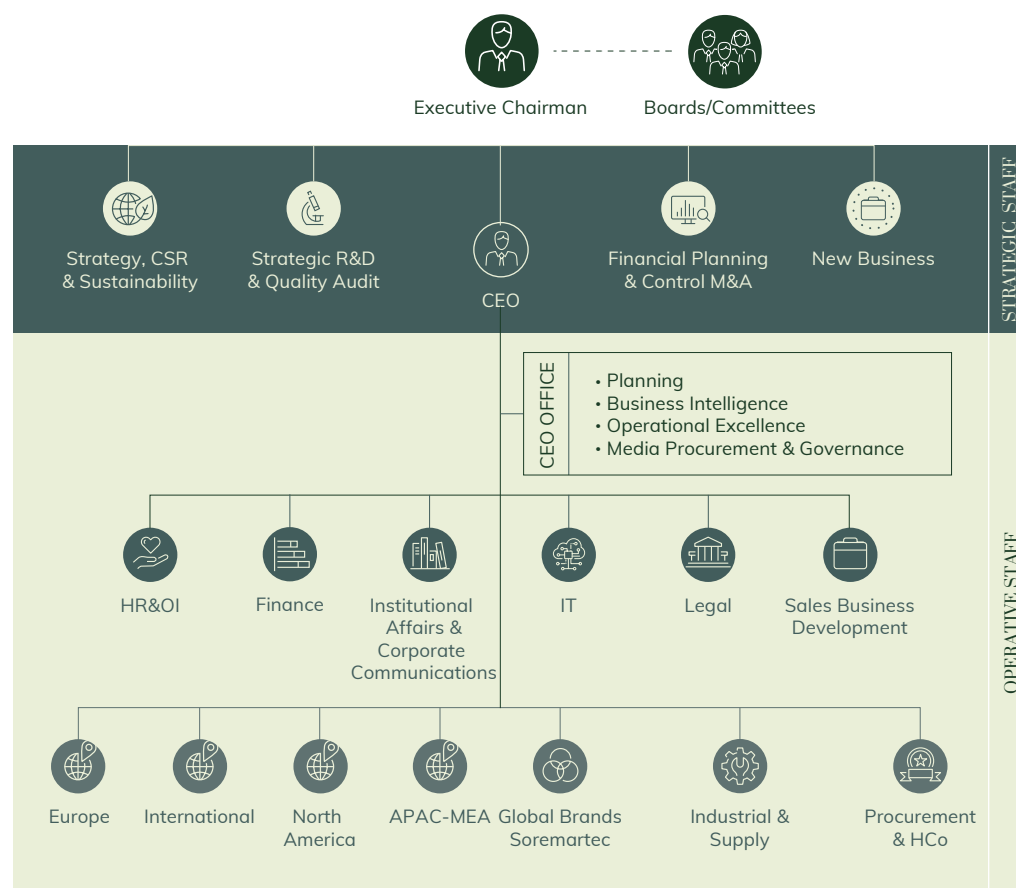 Executive Chairman
Boards/Committees
STRATEGIC STAFF
Strategy, CSR
& Sustainability
Strategic R&D
& Quality Audit
CEO
Financial Planning
& Control M&A
New Business
CEO OFFICE
• Planning
• Business Intelligence
• Operational Excellence
• Media Procurement & Governance
OPERATIVE STAFF
HR&OI
Finance
Institutional
Affairs &
Corporate
Communications
IT
Legal
Sales Business
Development
Europe
International
North
America
APAC-MEA
Global Brands
Soremartec
Industrial &
Supply
Procurement
& HCo